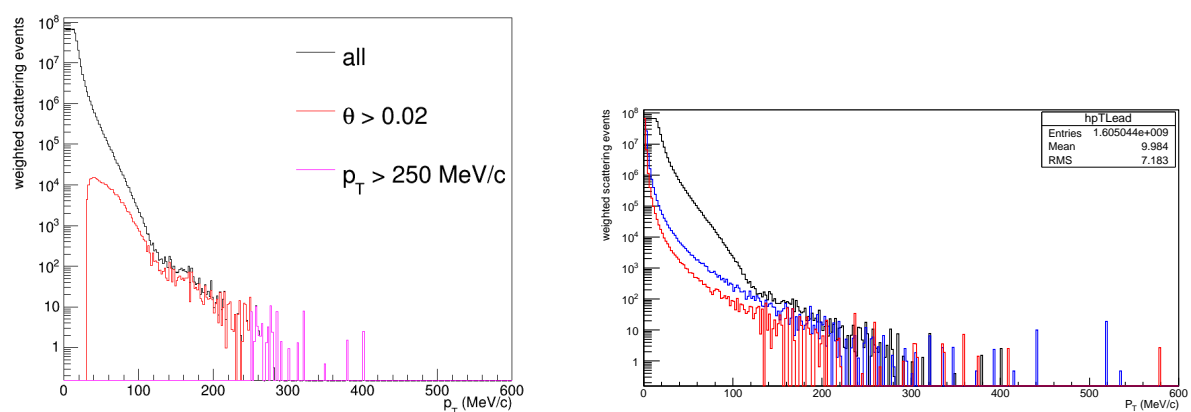 weighted scattering events
10^8
10^7
10^6
10^5
10^4
10^3
10^2
10
1
all
θ > 0.02
p_T > 250 MeV/c
0 100 200 300 400 500 600
p_T (MeV/c)
weighted scattering events
10^8
10^7
10^6
10^5
10^4
10^3
10^2
10
1
hpTLead
Entries 1.605044e+009
Mean 9.984
RMS 7.183
0 100 200 300 400 500 600
P_T (MeV/c)